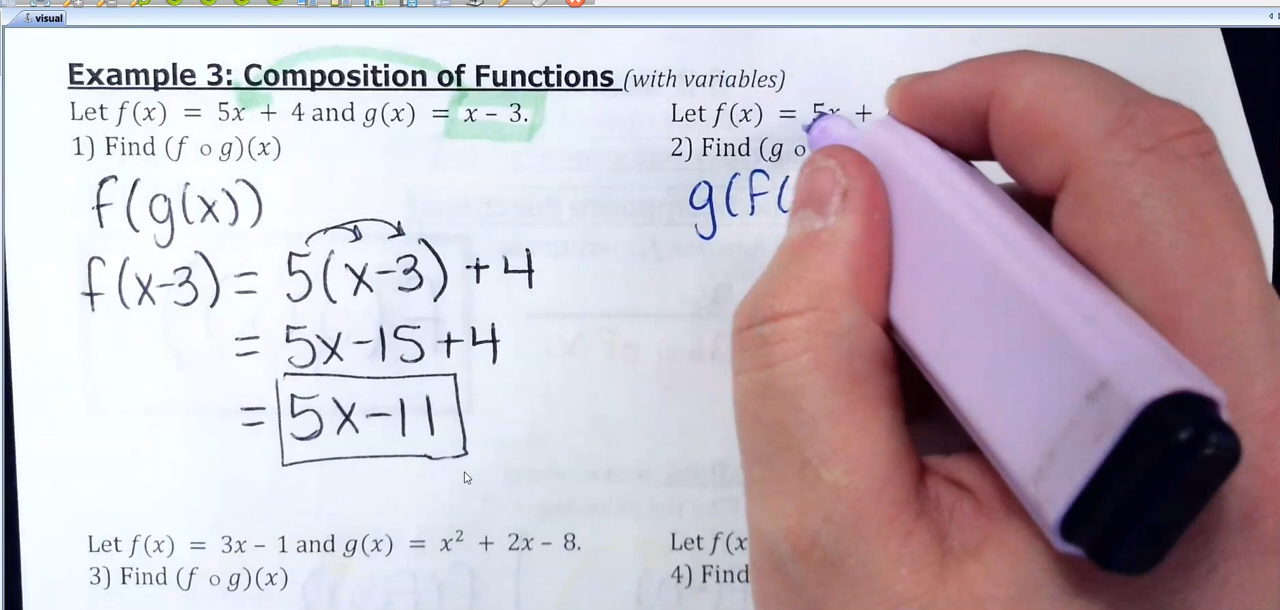 visual
Example 3: Composition of Functions (with variables)
Let f(x) = 5x + 4 and g(x) = x – 3.
1) Find (f o g)(x)
f(g(x))
f(x-3) = 5(x-3) + 4
= 5x-15+4
= 5x-11
Let f(x) = 5x +
2) Find (g o
g(f(
Let f(x) = 3x – 1 and g(x) = x² + 2x – 8.
3) Find (f o g)(x)
Let f(x
4) Find